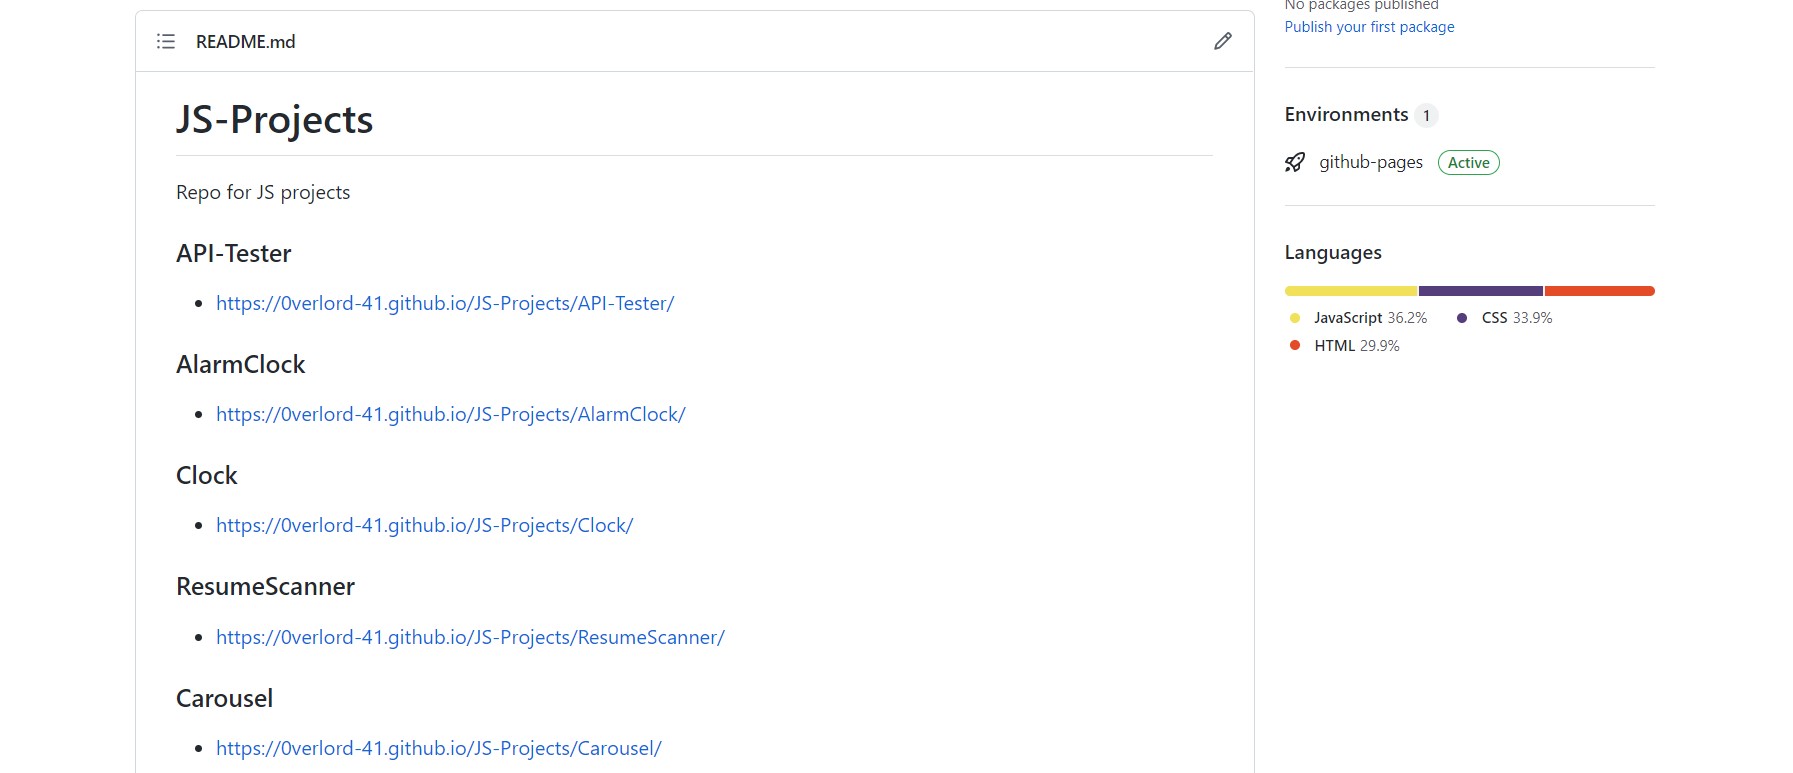 README.md
JS-Projects
Repo for JS projects
API-Tester
https://0verlord-41.github.io/JS-Projects/API-Tester/
AlarmClock
https://0verlord-41.github.io/JS-Projects/AlarmClock/
Clock
https://0verlord-41.github.io/JS-Projects/Clock/
ResumeScanner
https://0verlord-41.github.io/JS-Projects/ResumeScanner/
Carousel
https://0verlord-41.github.io/JS-Projects/Carousel/
No packages published
Publish your first package
Environments 1
github-pages Active
Languages
JavaScript 36.2% CSS 33.9%
HTML 29.9%